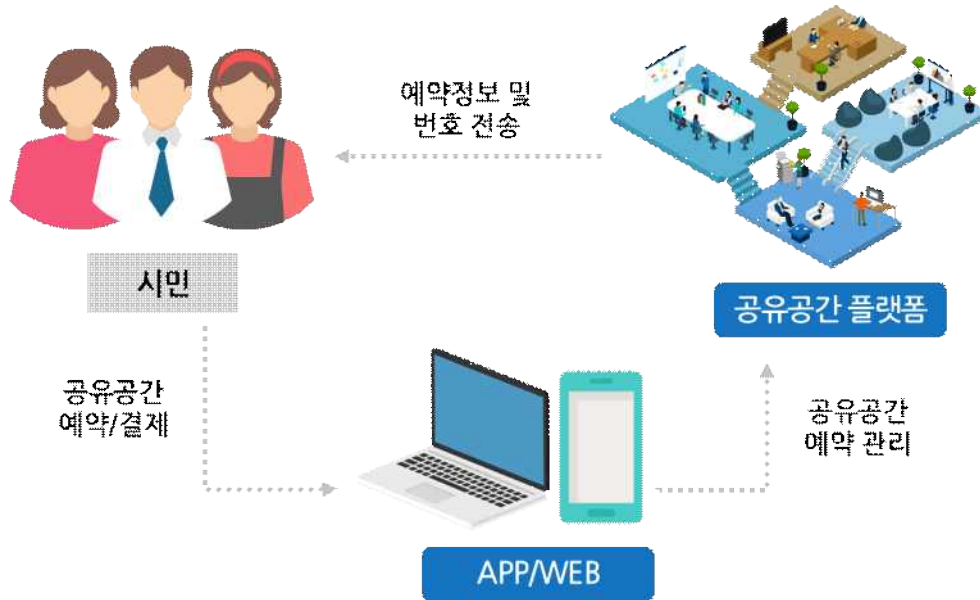 예약정보 및
번호 전송
시민
공유공간 플랫폼
공유공간
예약/결제
공유공간
예약 관리
APP/WEB